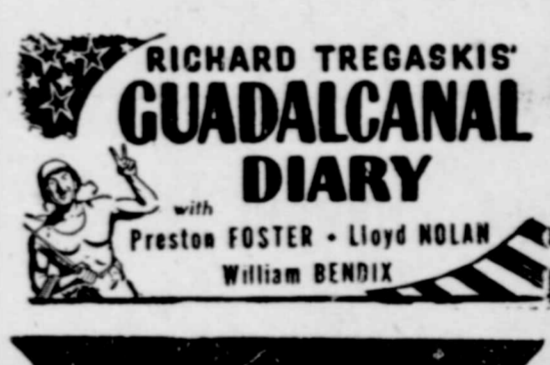 RICHARD TREGASKIS'
GUADALCANAL
DIARY
with
Preston FOSTER • Lloyd NOLAN
William BENDIX